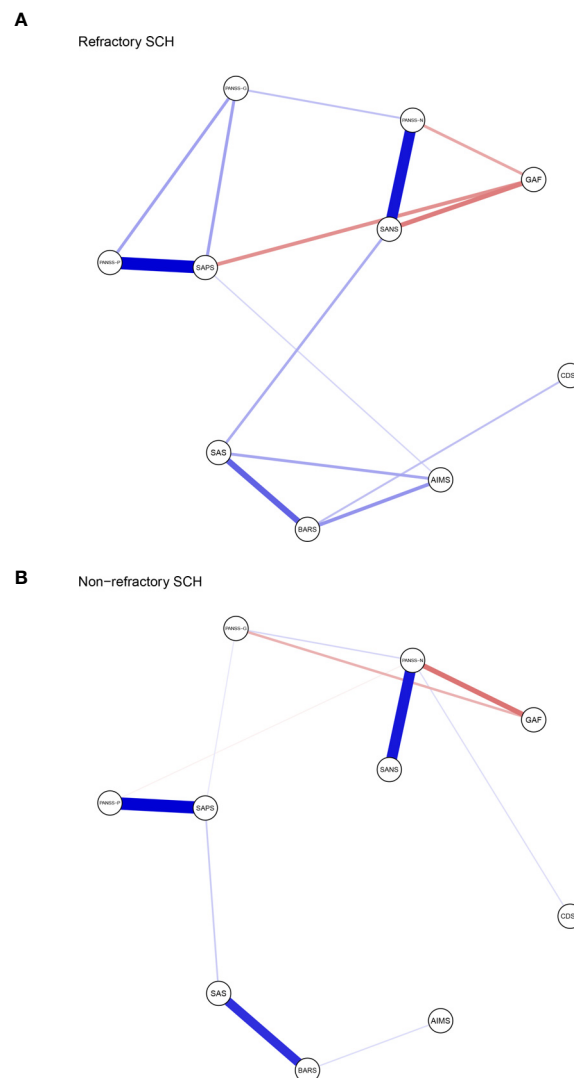 A
Refractory SCH
PANSS-G
PANSS-N
GAF
SANS
PANSS-P
SAPS
CDS
SAS
AIMS
BARS
B
Non-refractory SCH
PANSS-G
PANSS-N
GAF
SANS
PANSS-P
SAPS
CDS
SAS
AIMS
BARS